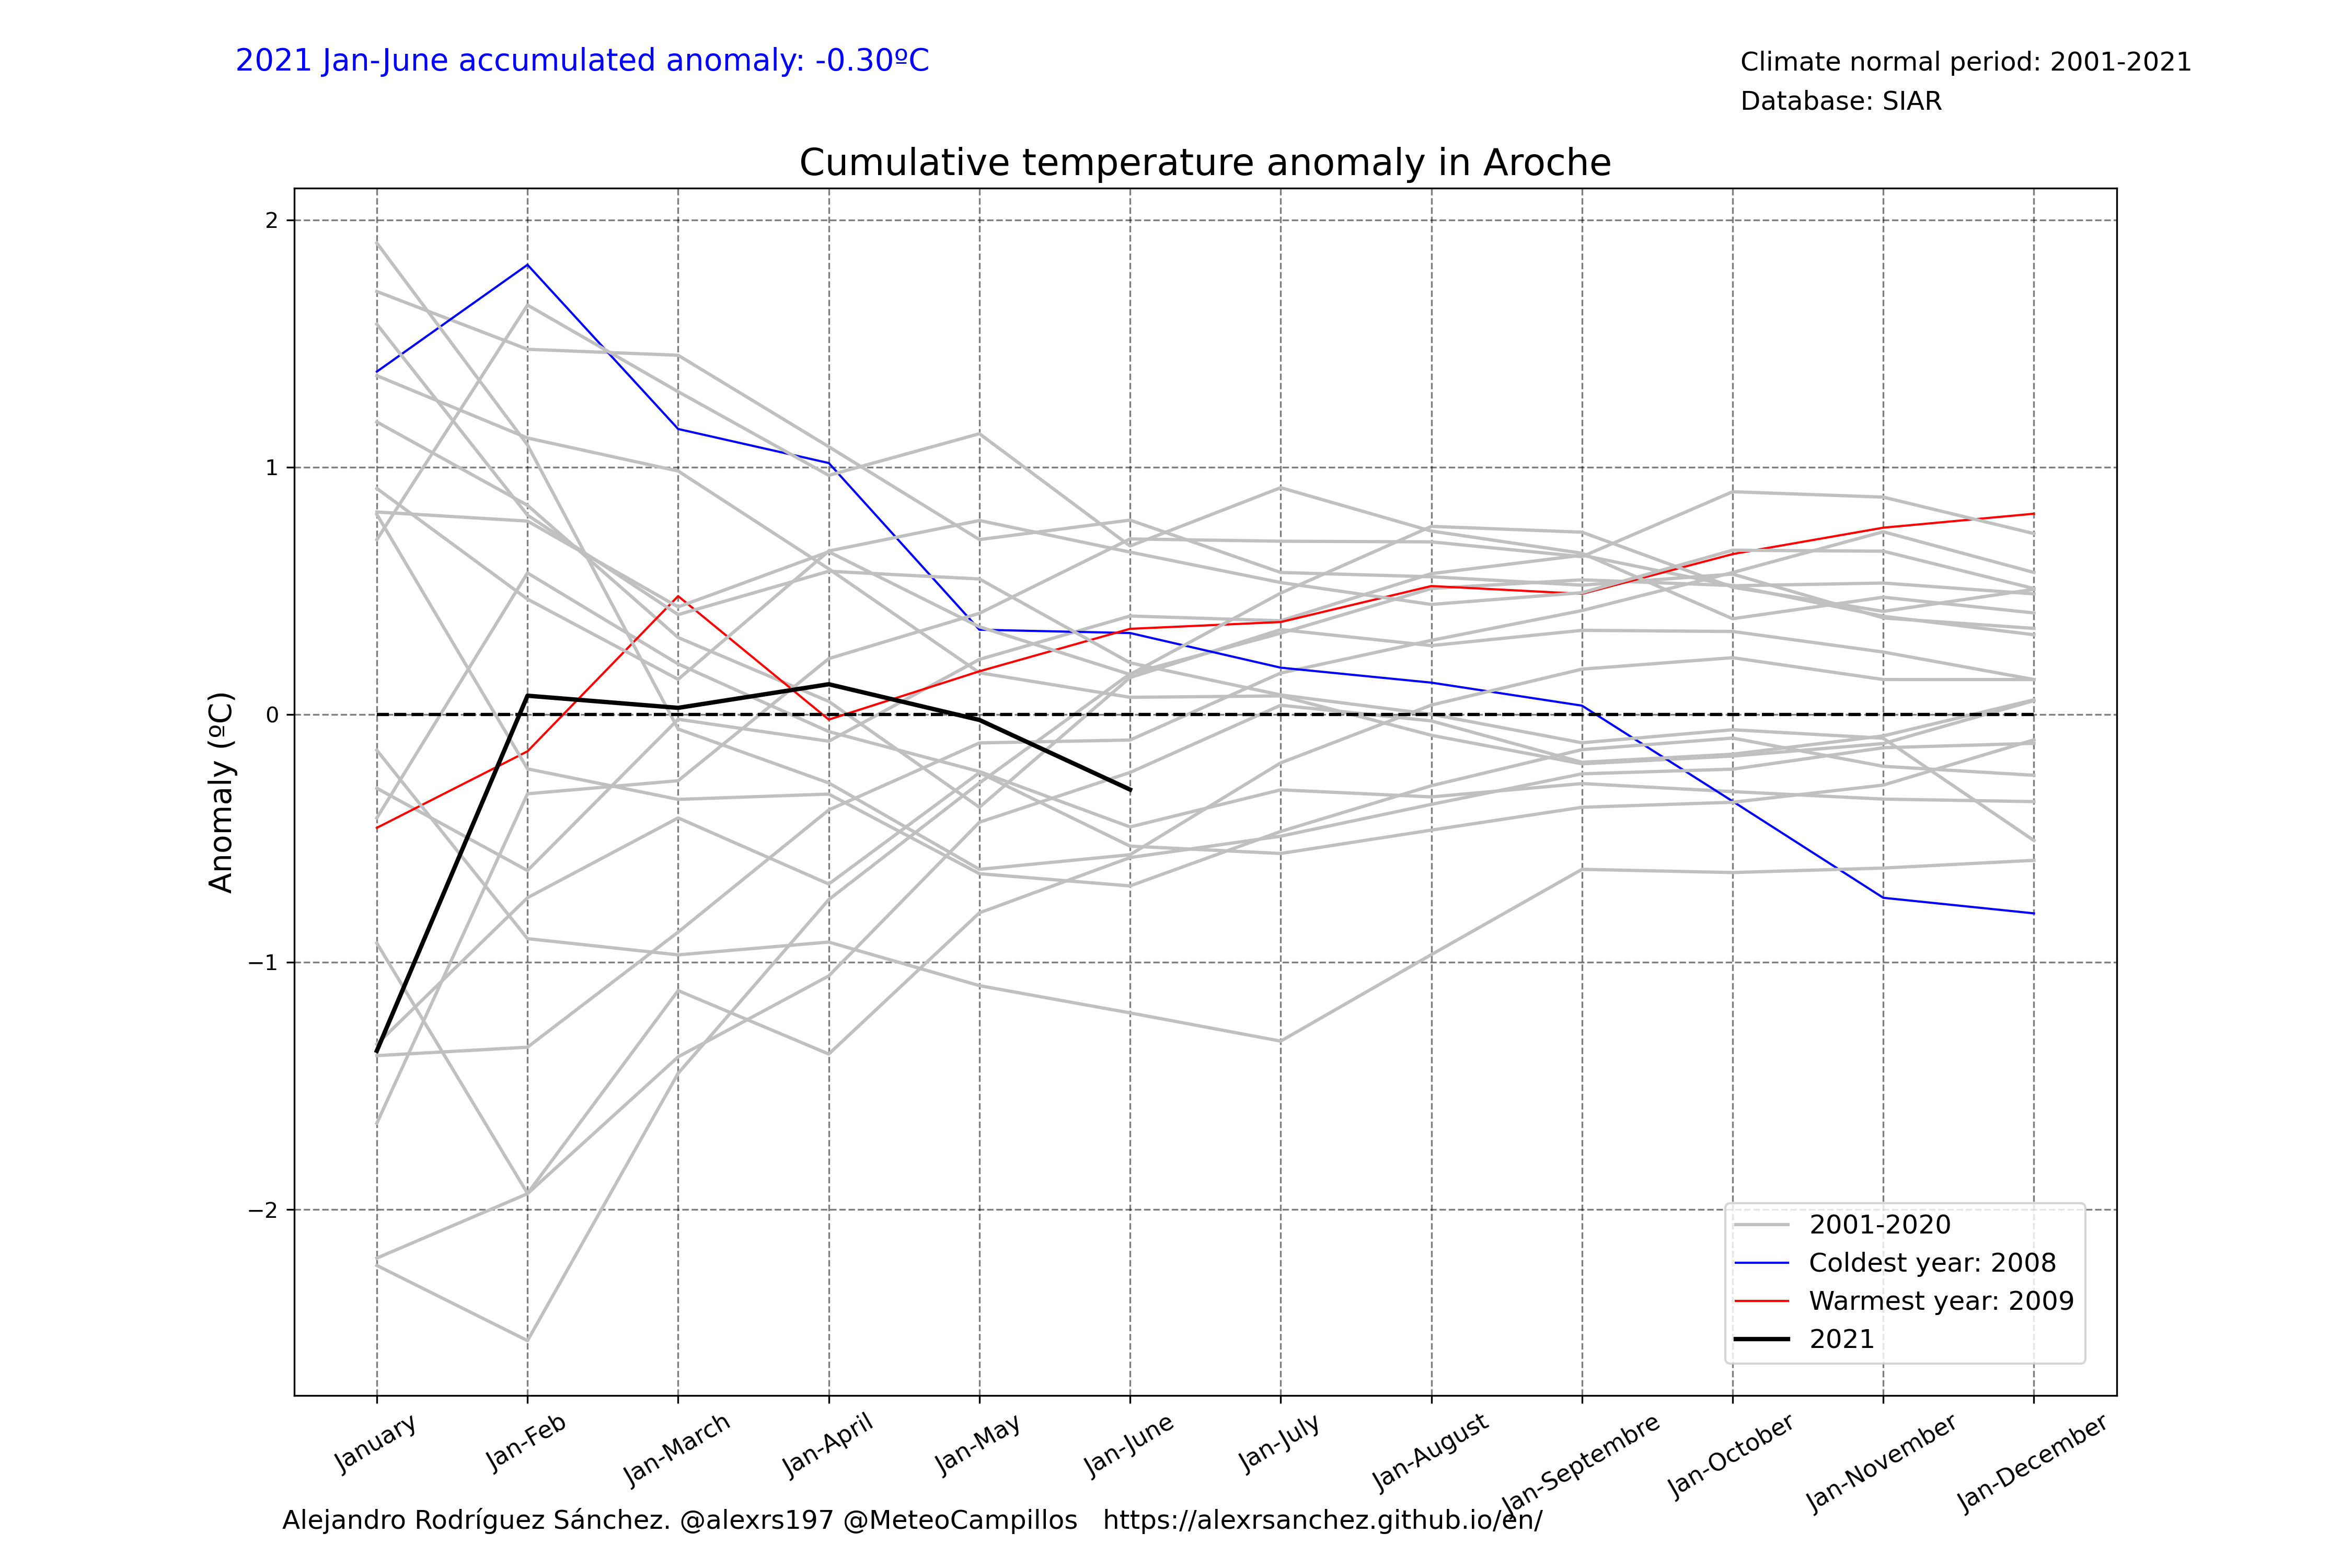 2021 Jan-June accumulated anomaly: -0.30ºC
Climate normal period: 2001-2021
Database: SIAR
Cumulative temperature anomaly in Aroche
Anomaly (ºC)
2
1
0
−1
−2
2001-2020
Coldest year: 2008
Warmest year: 2009
2021
January
Jan-Feb
Jan-March
Jan-April
Jan-May
Jan-June
Jan-July
Jan-August
Jan-Septembre
Jan-October
Jan-November
Jan-December
Alejandro Rodríguez Sánchez. @alexrs197 @MeteoCampillos https://alexrsanchez.github.io/en/